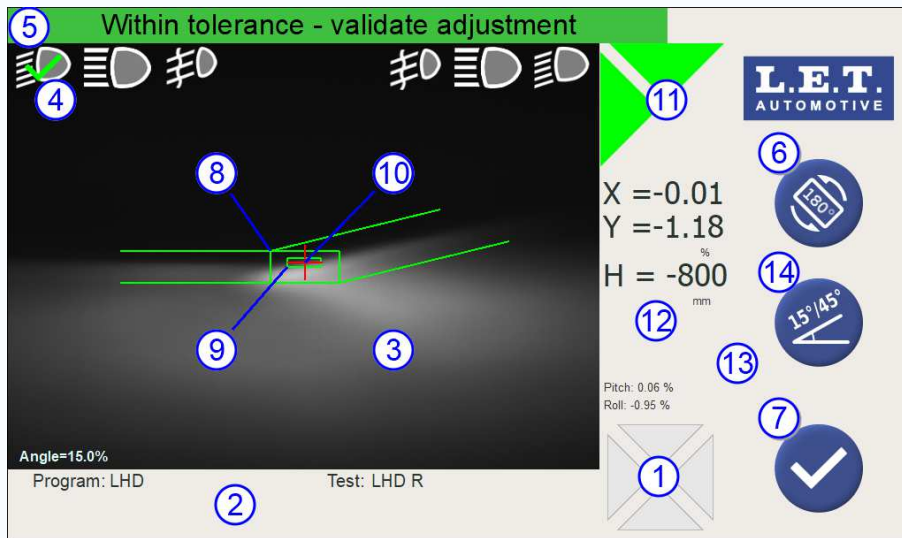 5
Within tolerance - validate adjustment
4
11
L.E.T.
AUTOMOTIVE
6
8
10
180°
X =-0.01
Y =-1.18
%
H = -800
mm
14
15°/45°
12
9
3
13
Pitch: 0.06 %
Roll: -0.95 %
7
Angle=15.0%
1
Program: LHD
Test: LHD R
2